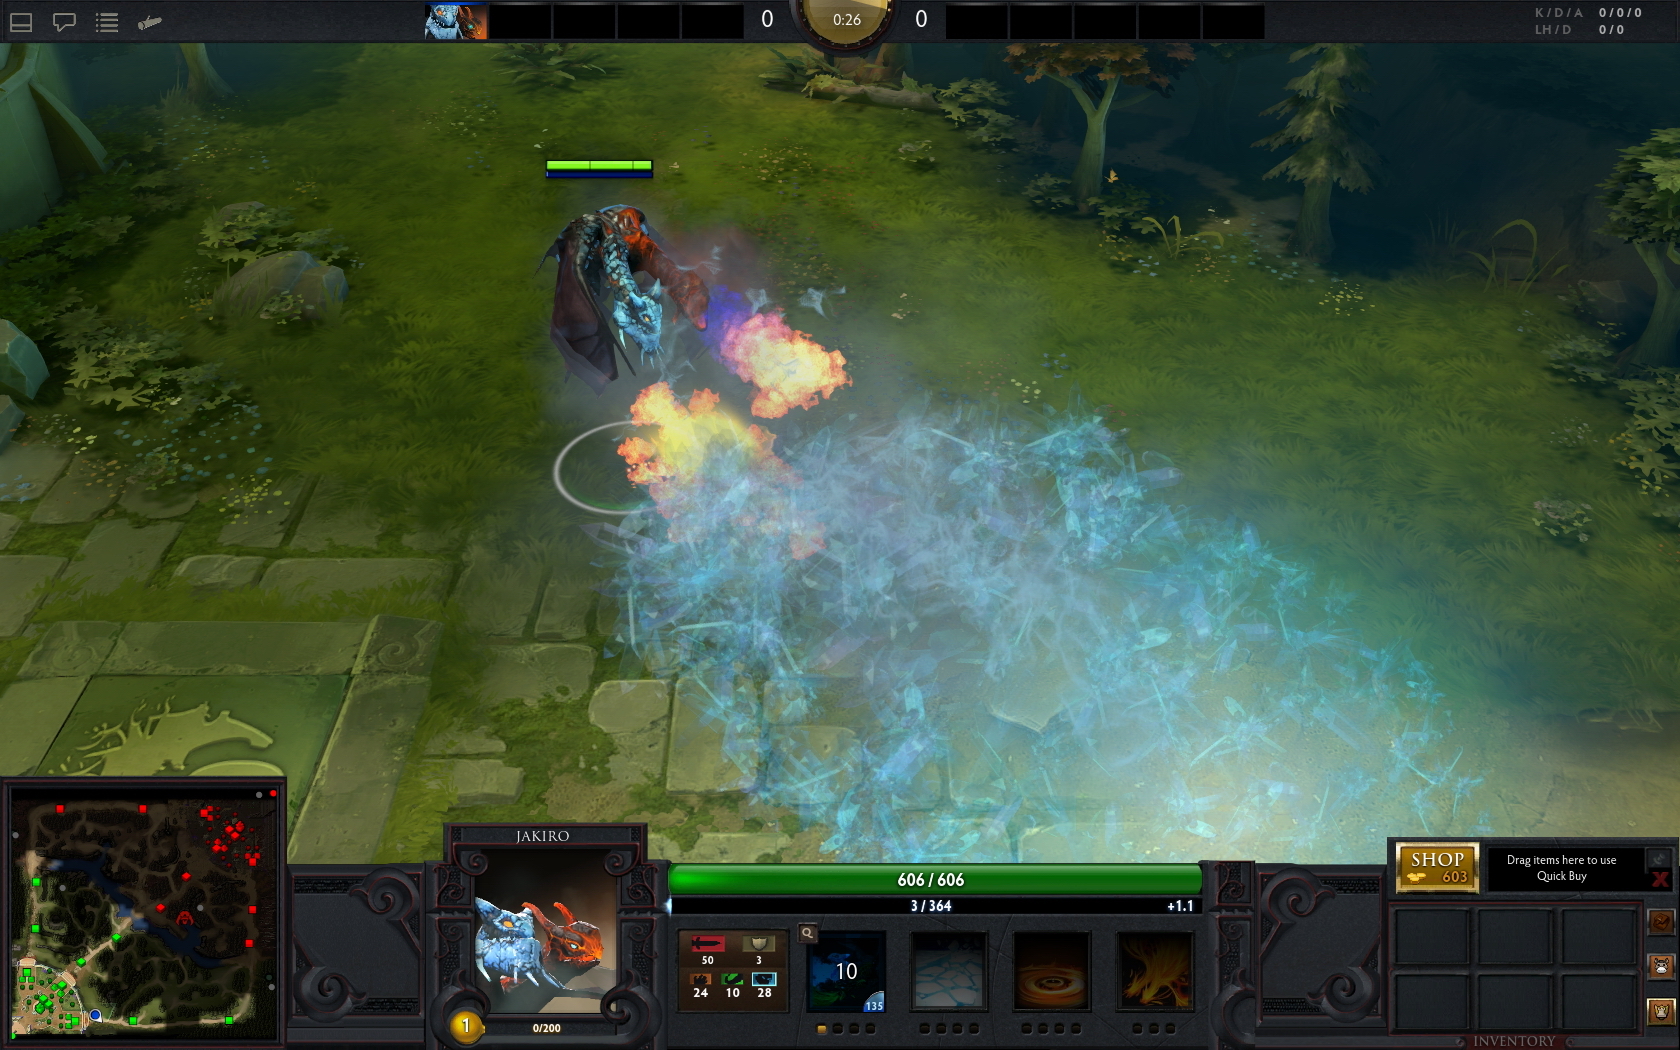 0
0:26
0
K/D/A 0/0/0
LH/D 0/0
JAKIRO
606 / 606
3 / 364
+1.1
50
3
24
10
28
10
135
1
0/200
SHOP
603
Drag items here to use
Quick Buy
INVENTORY